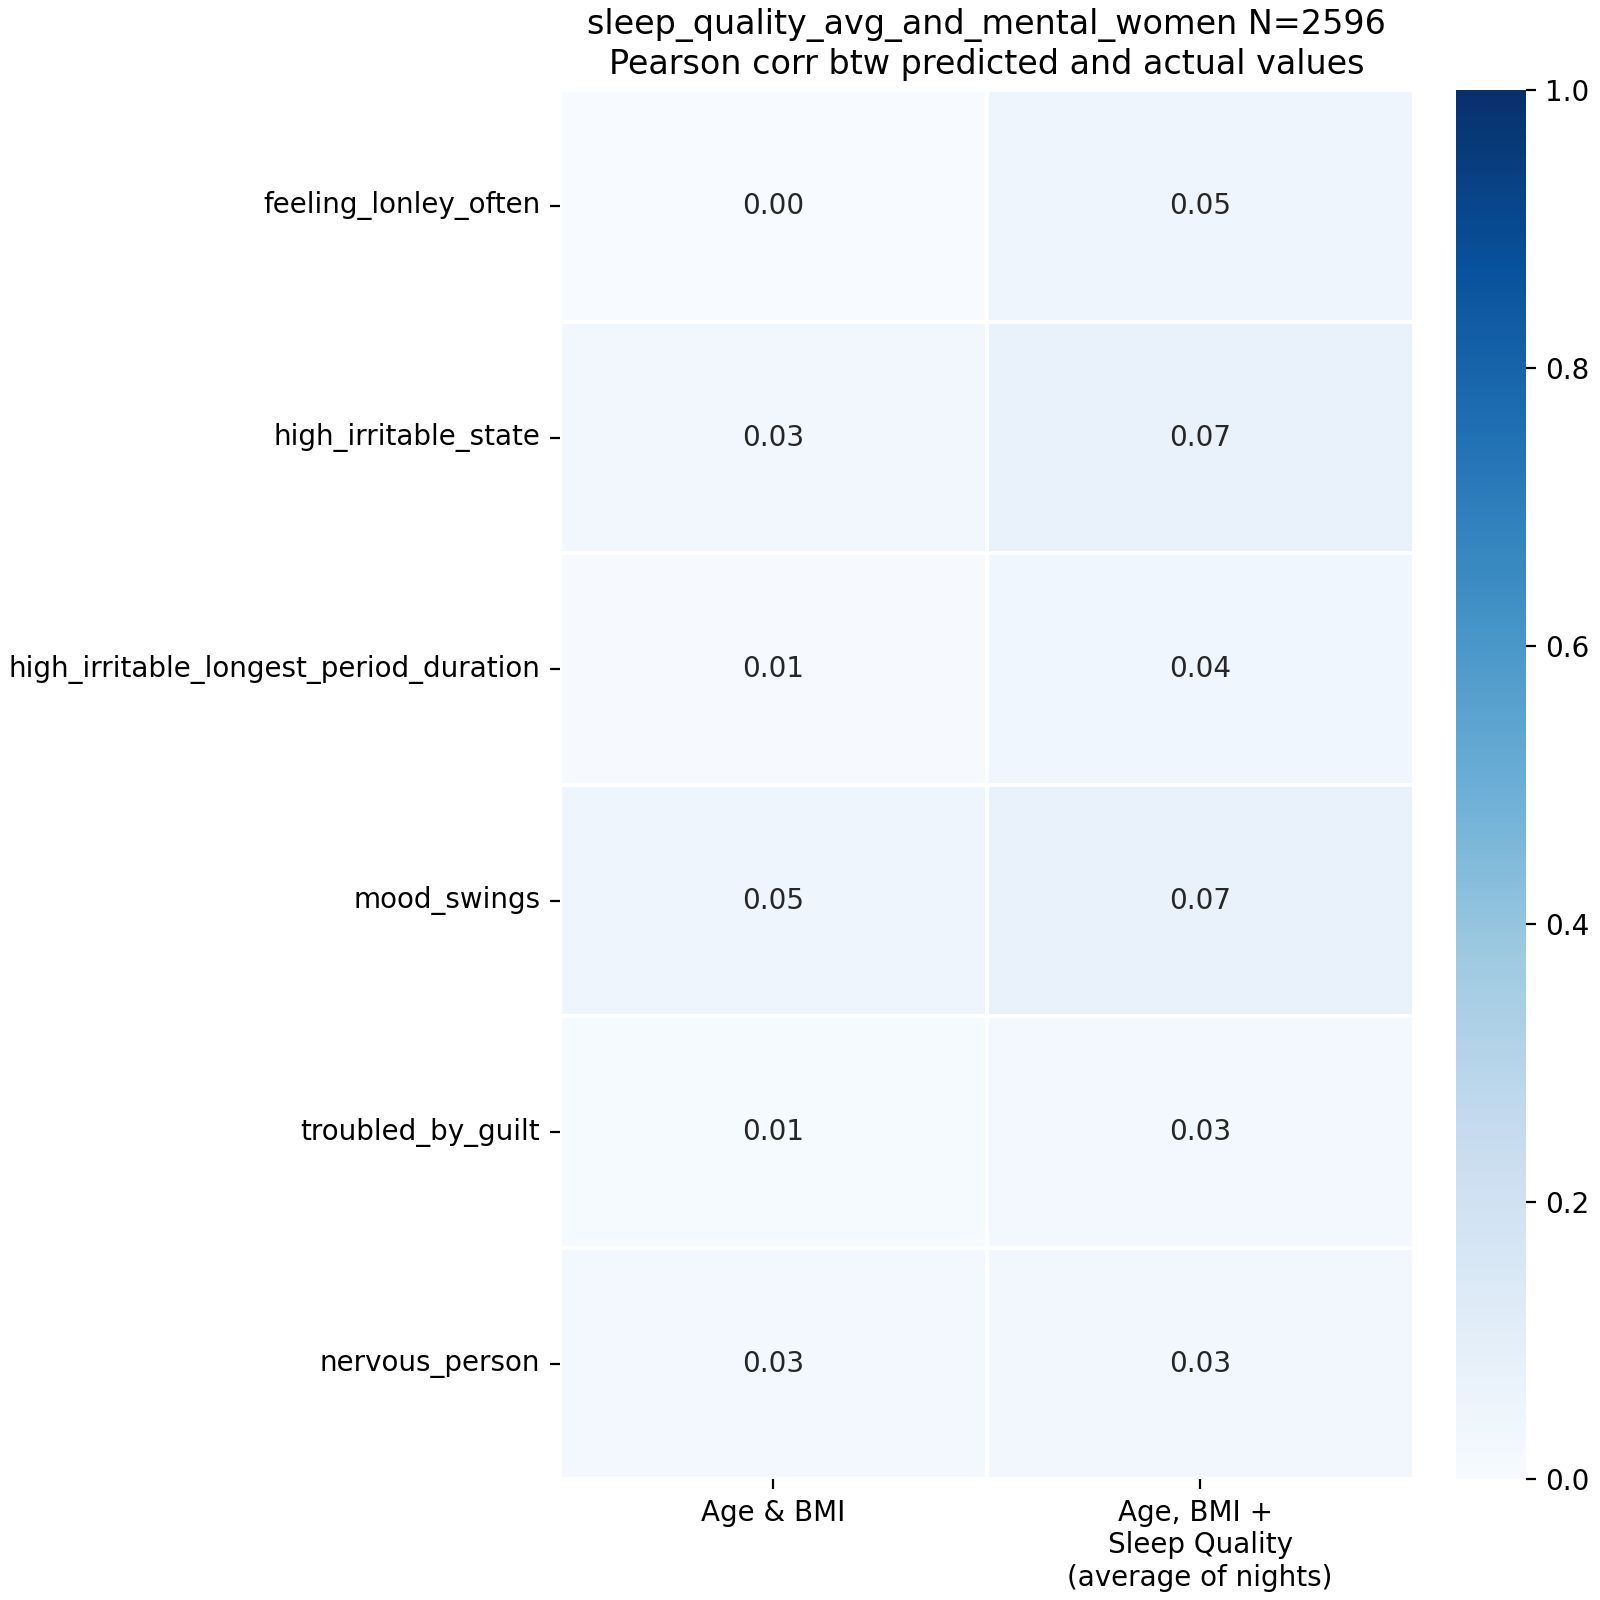 sleep_quality_avg_and_mental_women N=2596
Pearson corr btw predicted and actual values
feeling_lonley_often
0.00
0.05
high_irritable_state
0.03
0.07
high_irritable_longest_period_duration
0.01
0.04
mood_swings
0.05
0.07
troubled_by_guilt
0.01
0.03
nervous_person
0.03
0.03
Age & BMI
Age, BMI +
Sleep Quality
(average of nights)
1.0
0.8
0.6
0.4
0.2
0.0